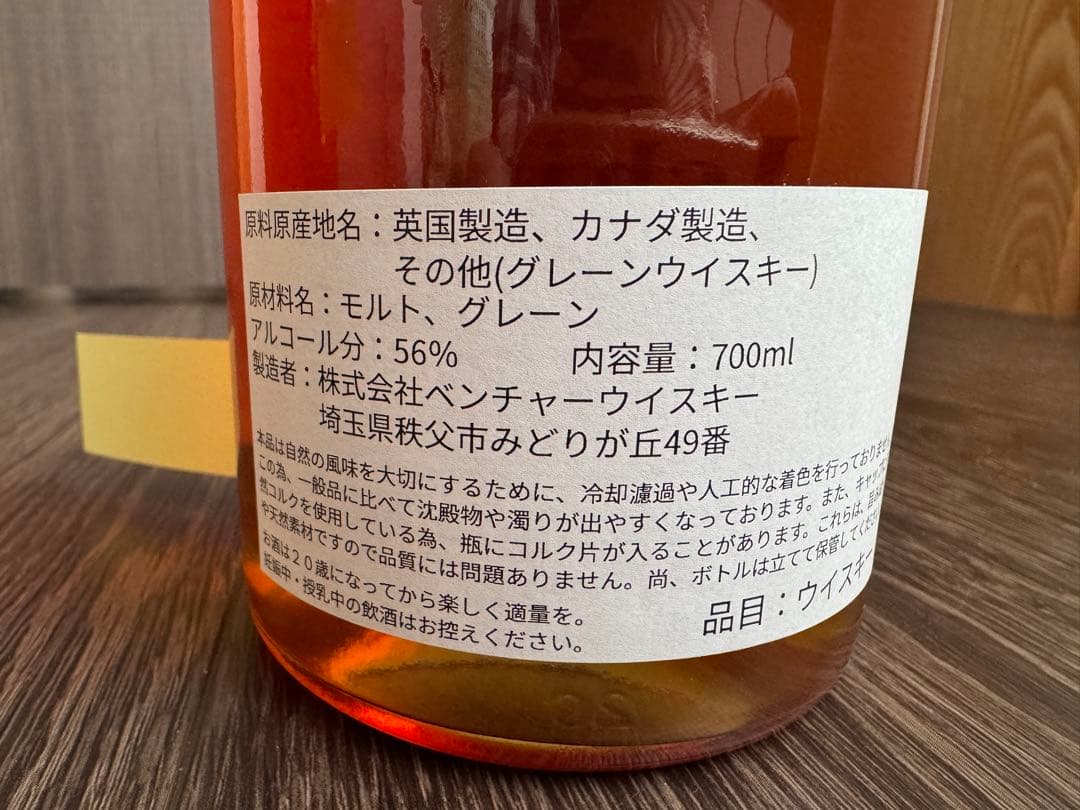 原料原産地名：英国製造、カナダ製造、
その他(グレーンウイスキー)
原材料名：モルト、グレーン
アルコール分：56%　内容量：700ml
製造者：株式会社ベンチャーウイスキー
埼玉県秩父市みどりが丘49番
本品は自然の風味を大切にするために、冷却濾過や人工的な着色を行っておりません
この為、一般品に比べて沈殿物や濁りが出やすくなっております。また、キャップに
然コルクを使用している為、瓶にコルク片が入ることがあります。これらは、
や天然素材ですので品質には問題ありません。尚、ボトルは立てて保管してくださ
お酒は20歳になってから楽しく適量を。
妊娠中・授乳中の飲酒はお控えください。
品目：ウイスキー